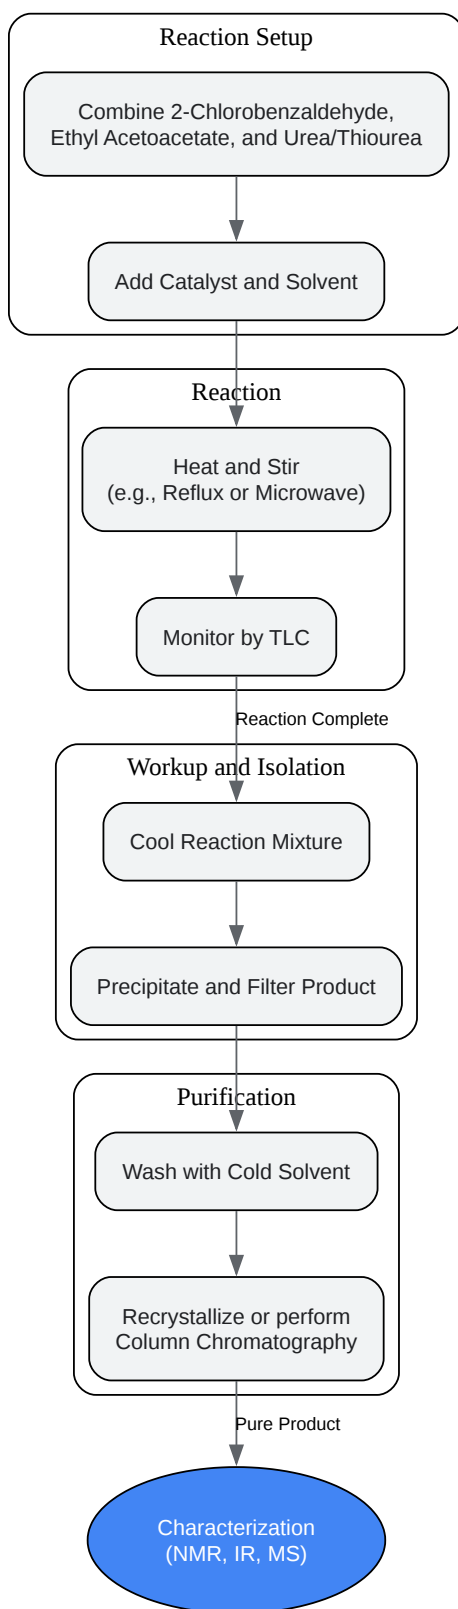 Reaction Setup
Combine 2-Chlorobenzaldehyde,
Ethyl Acetoacetate, and Urea/Thiourea
Add Catalyst and Solvent
Reaction
Heat and Stir
(e.g., Reflux or Microwave)
Monitor by TLC
Reaction Complete
Workup and Isolation
Cool Reaction Mixture
Precipitate and Filter Product
Purification
Wash with Cold Solvent
Recrystallize or perform
Column Chromatography
Pure Product
Characterization
(NMR, IR, MS)